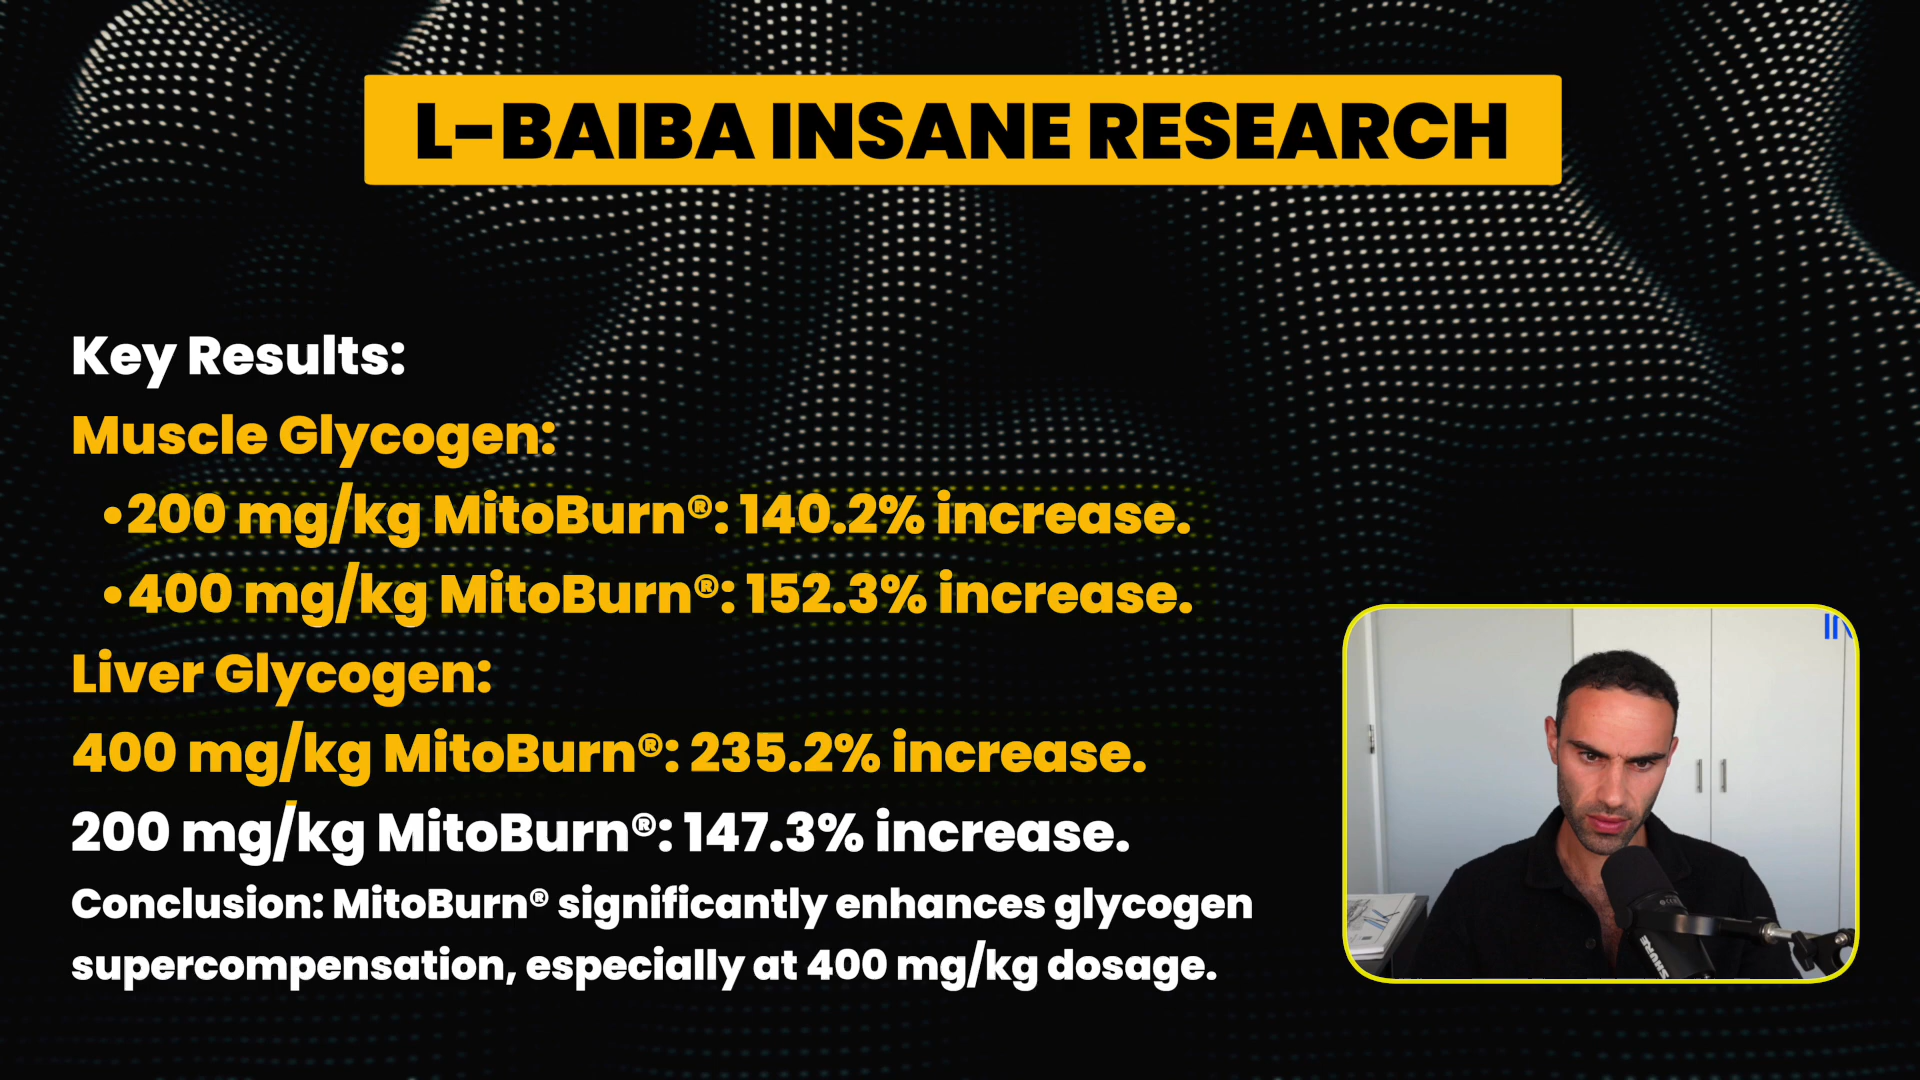 L-BAIBA INSANE RESEARCH
Key Results:
Muscle Glycogen:
•200 mg/kg MitoBurn®: 140.2% increase.
•400 mg/kg MitoBurn®: 152.3% increase.
Liver Glycogen:
400 mg/kg MitoBurn®: 235.2% increase.
200 mg/kg MitoBurn®: 147.3% increase.
Conclusion: MitoBurn® significantly enhances glycogen
supercompensation, especially at 400 mg/kg dosage.
SHURE